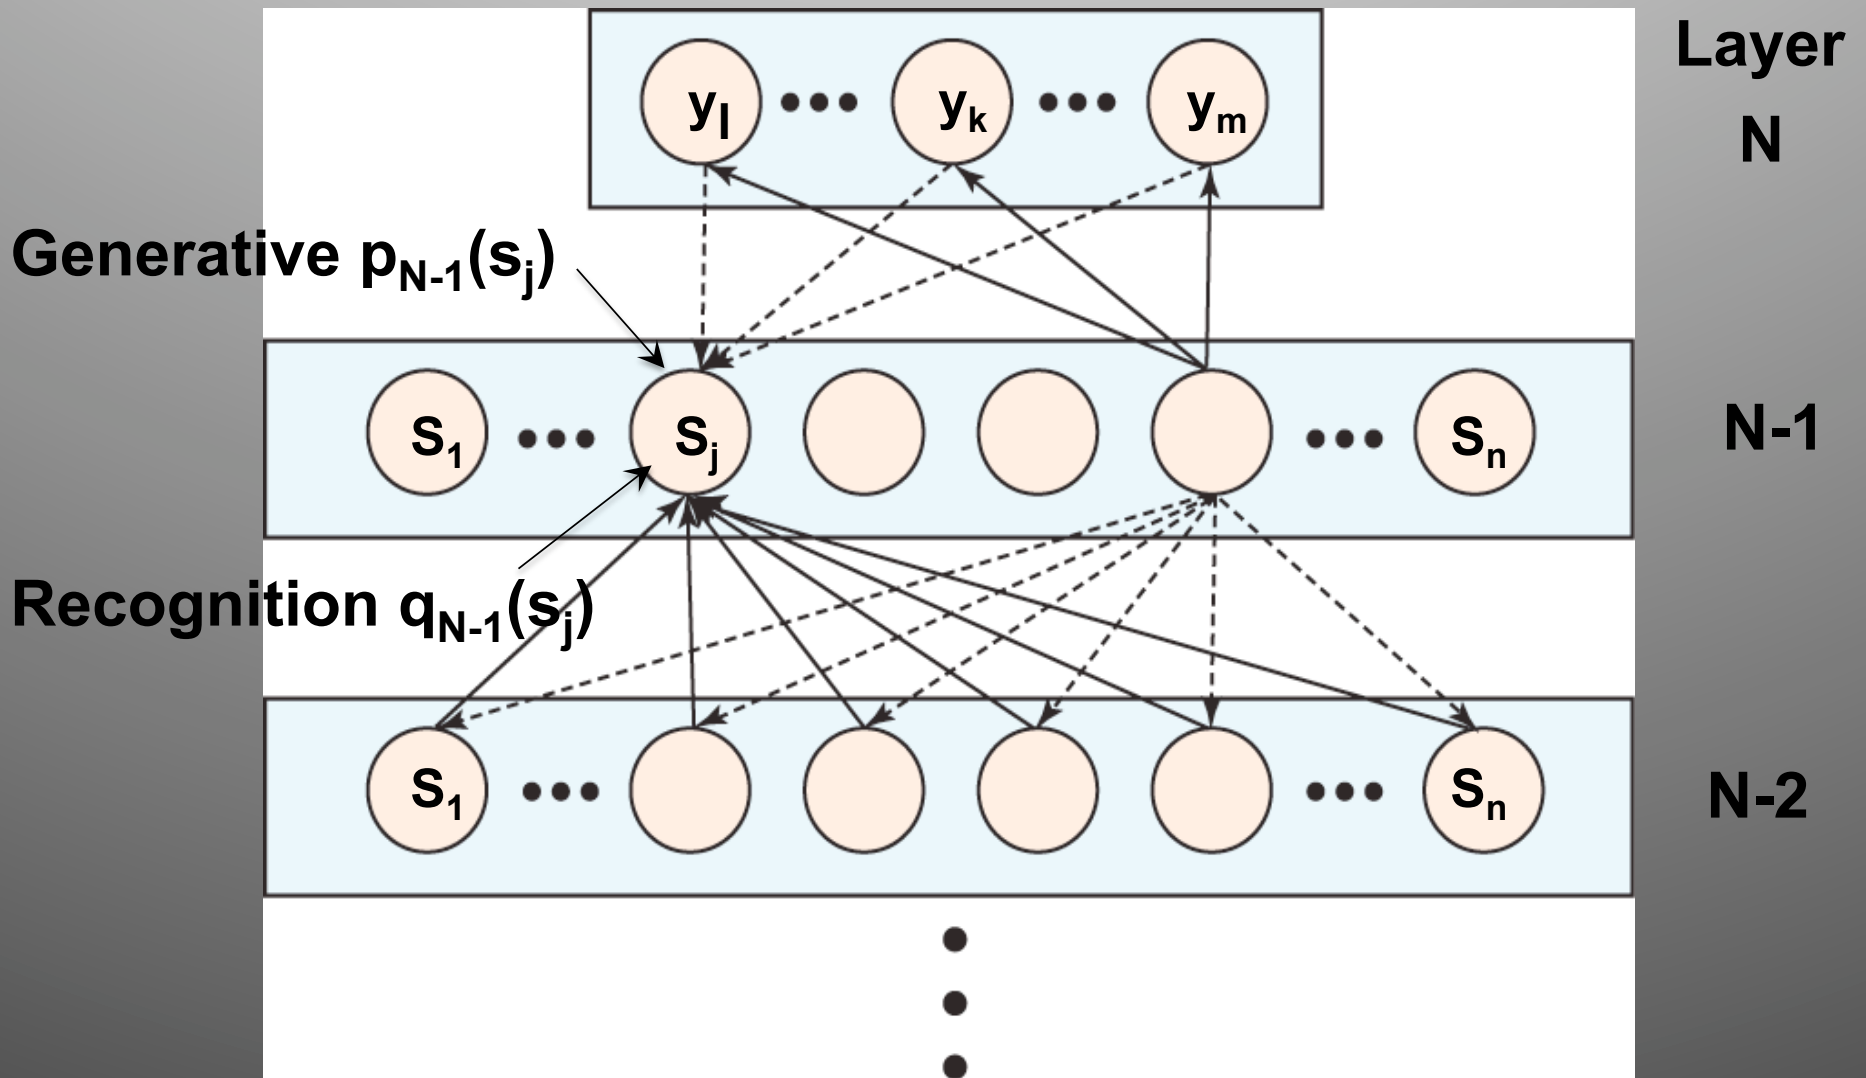 Layer
y_l y_k y_m
N
Generative p_{N-1}(s_j)
S_1 S_j S_n
N-1
Recognition q_{N-1}(s_j)
S_1 S_n
N-2